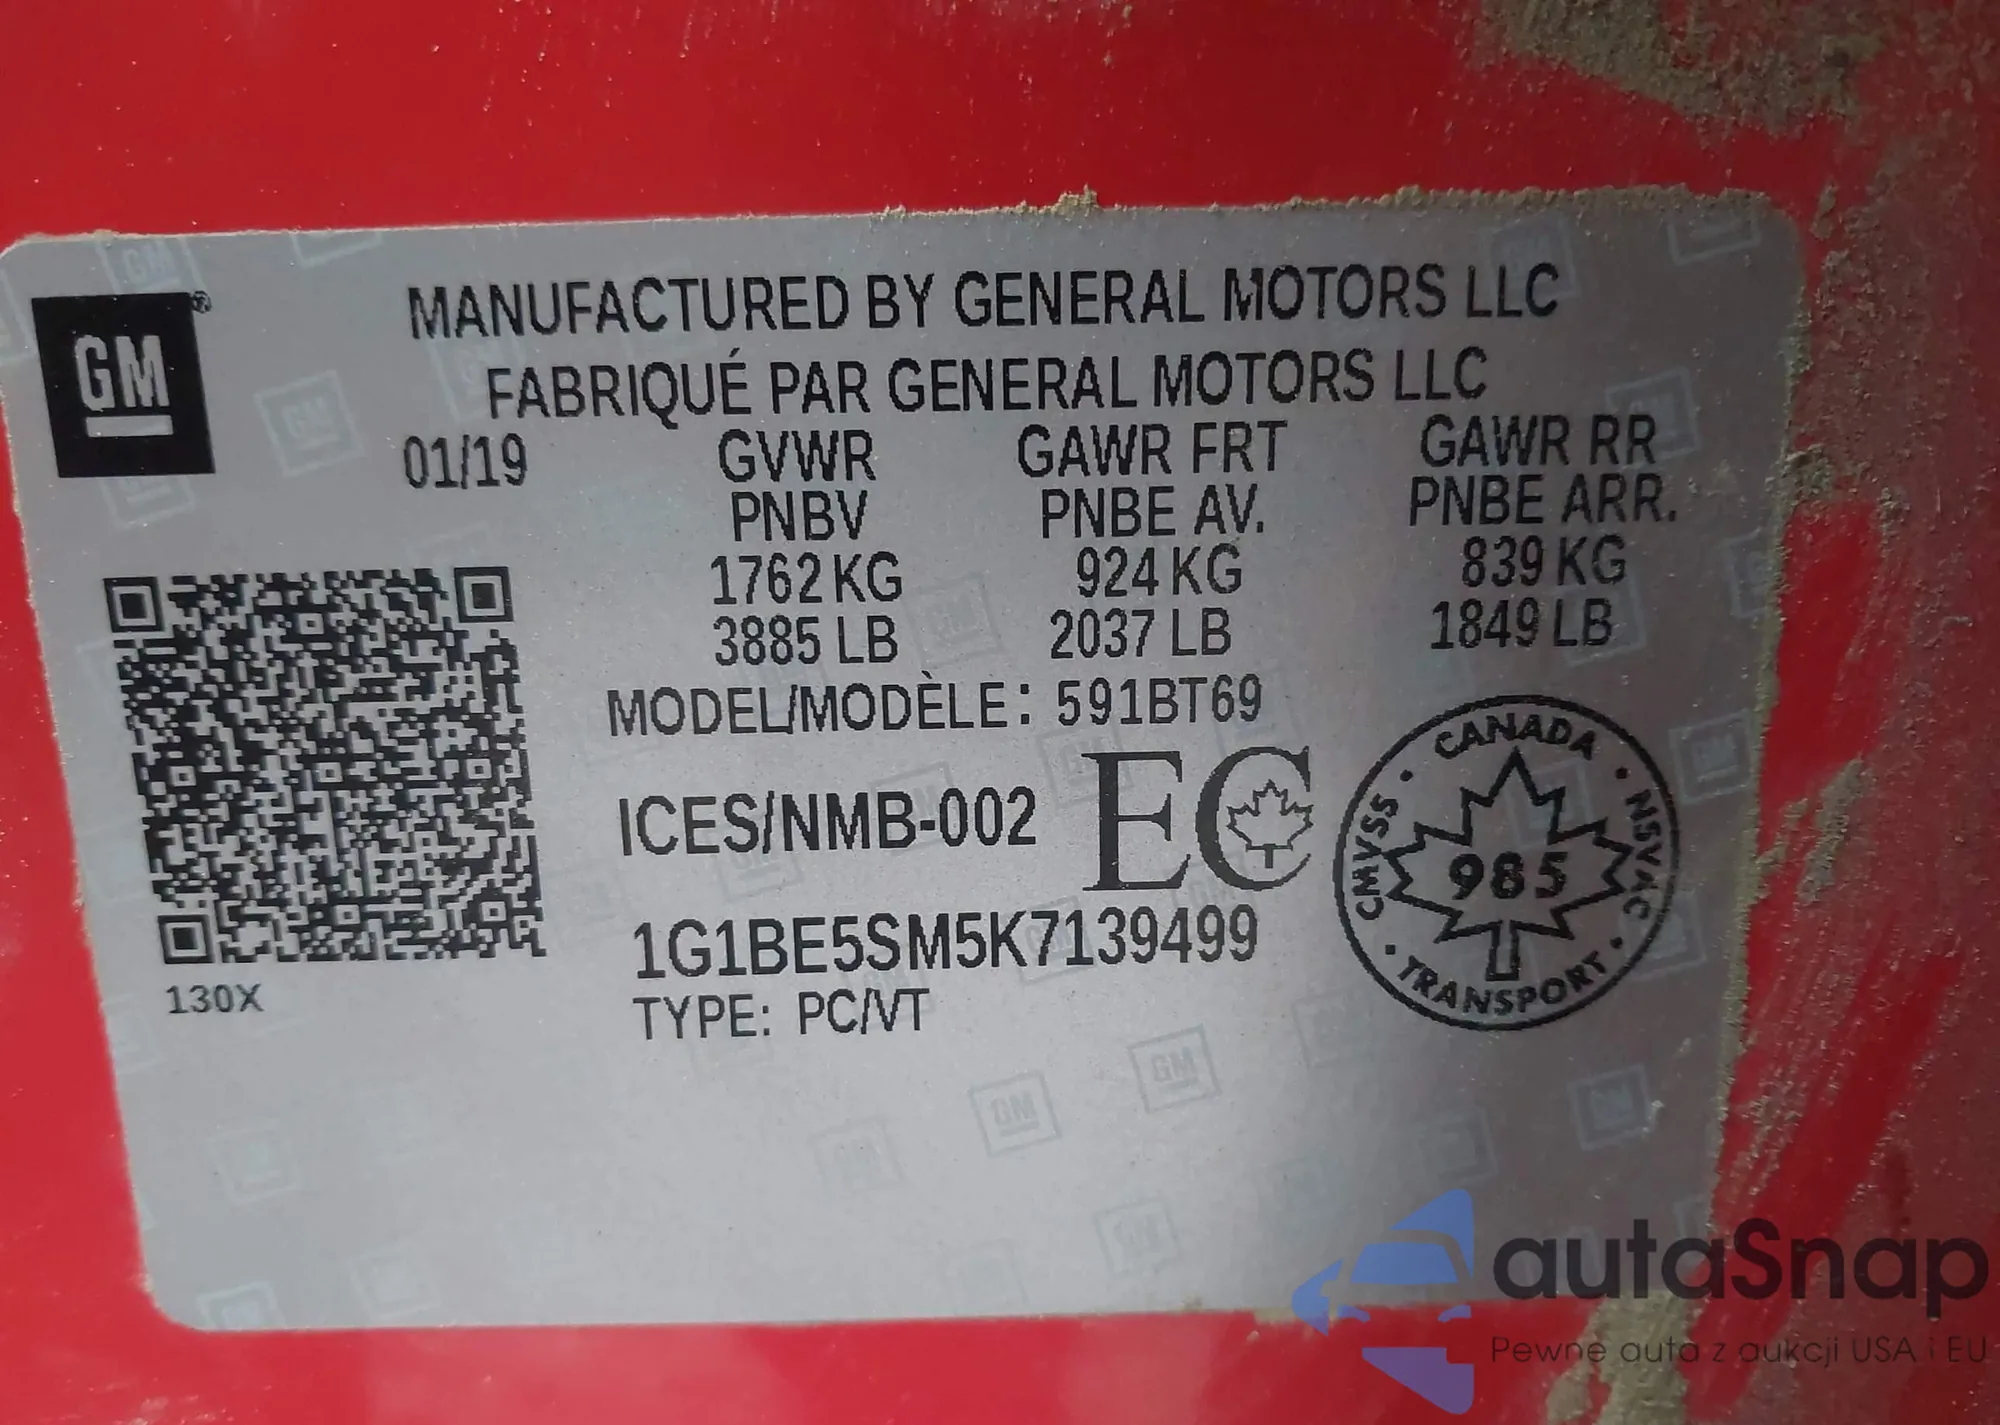 GM®
MANUFACTURED BY GENERAL MOTORS LLC
FABRIQUÉ PAR GENERAL MOTORS LLC
01/19 GVWR GAWR FRT GAWR RR
PNBV PNBE AV. PNBE ARR.
1762 KG 924 KG 839 KG
3885 LB 2037 LB 1849 LB
MODEL/MODÈLE: 591BT69
ICES/NMB-002 EC
CANADA
CMVSS 985 NSVAC
TRANSPORT
1G1BE5SM5K7139499
TYPE: PC/VT
130X
autaSnap
Pewne auta z aukcji USA i EU